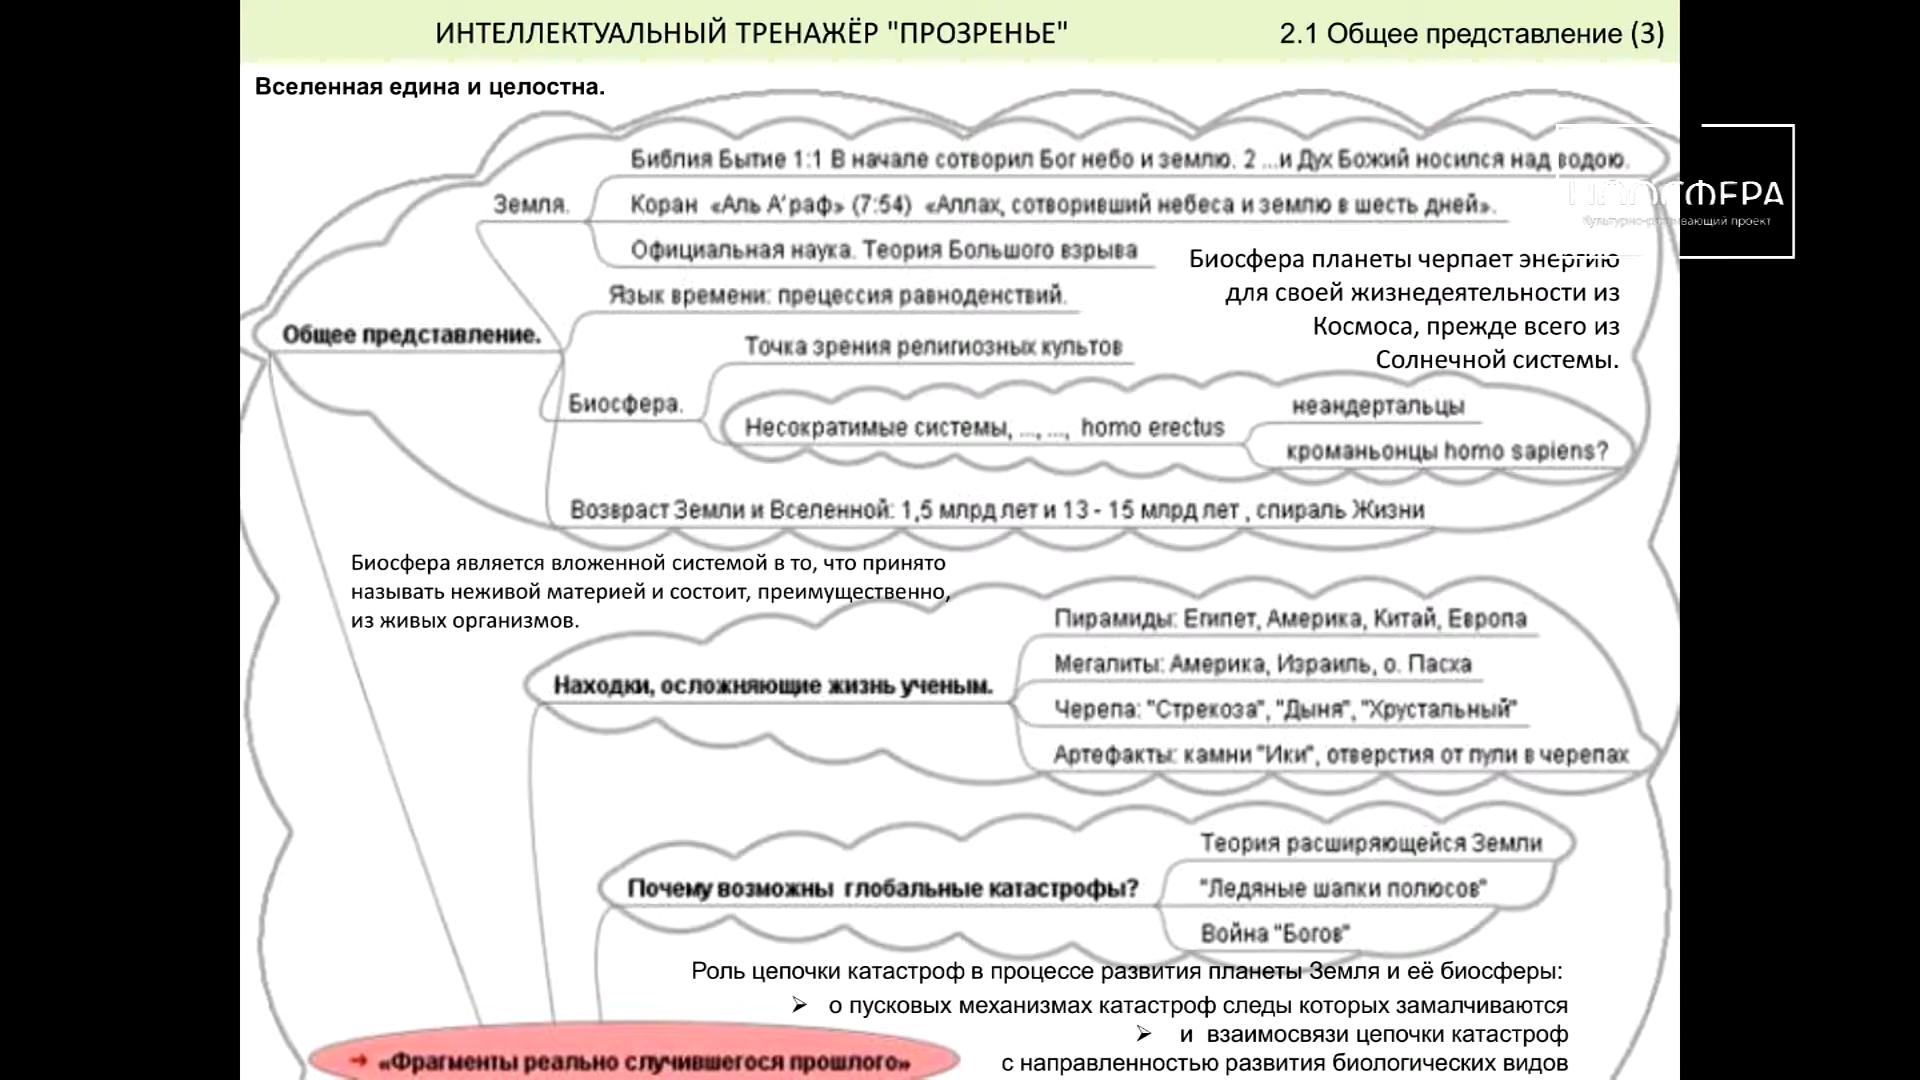 ИНТЕЛЛЕКТУАЛЬНЫЙ ТРЕНАЖЁР "ПРОЗРЕНЬЕ"
2.1 Общее представление (3)
Вселенная едина и целостна.
Библия Бытие 1:1 В начале сотворил Бог небо и землю. 2 ...и Дух Божий носился над водою.
Земля.
Коран «Аль А’раф» (7:54) «Аллах, сотворивший небеса и землю в шесть дней».
Официальная наука. Теория Большого взрыва
Язык времени: прецессия равноденствий.
Биосфера планеты черпает энергию
для своей жизнедеятельности из
Космоса, прежде всего из
Солнечной системы.
Общее представление.
Точка зрения религиозных культов
Биосфера.
Несократимые системы, ..., ..., homo erectus
неандертальцы
кроманьонцы homo sapiens?
Возвраст Земли и Вселенной: 1,5 млрд лет и 13 - 15 млрд лет , спираль Жизни
Биосфера является вложенной системой в то, что принято
называть неживой материей и состоит, преимущественно,
из живых организмов.
Находки, осложняющие жизнь ученым.
Пирамиды: Египет, Америка, Китай, Европа
Мегалиты: Америка, Израиль, о. Пасха
Черепа: "Стрекоза", "Дыня", "Хрустальный"
Артефакты: камни "Ики", отверстия от пули в черепах
Почему возможны глобальные катастрофы?
Теория расширяющейся Земли
"Ледяные шапки полюсов"
Война "Богов"
Роль цепочки катастроф в процессе развития планеты Земля и её биосферы:
➢ о пусковых механизмах катастроф следы которых замалчиваются
➢ и взаимосвязи цепочки катастроф
с направленностью развития биологических видов
→ «Фрагменты реально случившегося прошлого»
проект